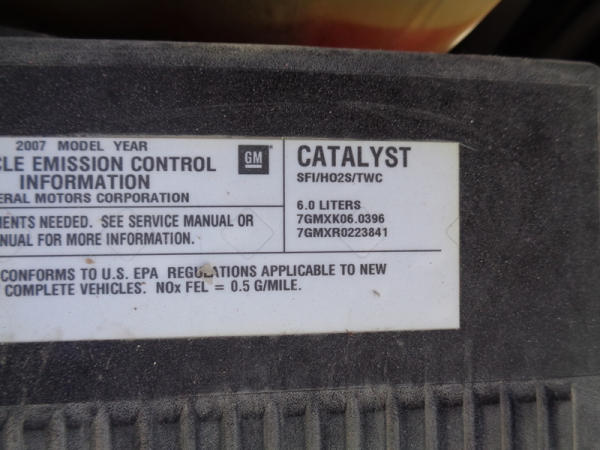 2007 MODEL YEAR
CLE EMISSION CONTROL
INFORMATION
ERAL MOTORS CORPORATION
GM
ENTS NEEDED. SEE SERVICE MANUAL OR
NUAL FOR MORE INFORMATION.
CATALYST
SFI/HO2S/TWC
6.0 LITERS
7GMXK06.0396
7GMXR0223841
CONFORMS TO U.S. EPA REGULATIONS APPLICABLE TO NEW
COMPLETE VEHICLES. NOx FEL = 0.5 G/MILE.